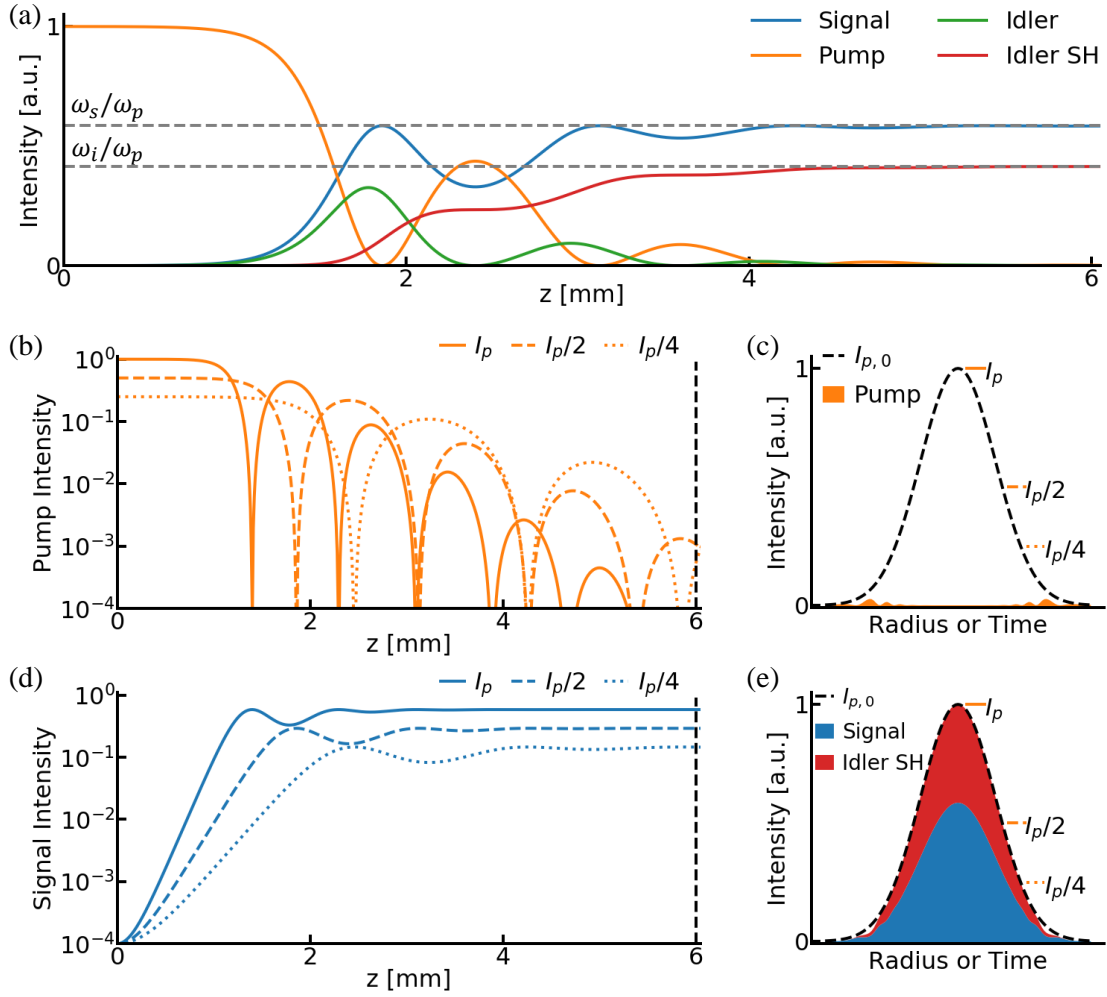 (a)
1
Signal
Idler
Pump
Idler SH
ω_s/ω_p
ω_i/ω_p
Intensity [a.u.]
0
0 2 4 6
z [mm]
(b)
I_p I_p/2 I_p/4
10^0
10^-1
10^-2
10^-3
10^-4
Pump Intensity
0 2 4 6
z [mm]
(c)
I_{p, 0}
Pump
1
I_p
I_p/2
I_p/4
Intensity [a.u.]
0
Radius or Time
(d)
I_p I_p/2 I_p/4
10^0
10^-1
10^-2
10^-3
10^-4
Signal Intensity
0 2 4 6
z [mm]
(e)
I_{p, 0}
Signal
Idler SH
1
I_p
I_p/2
I_p/4
Intensity [a.u.]
0
Radius or Time